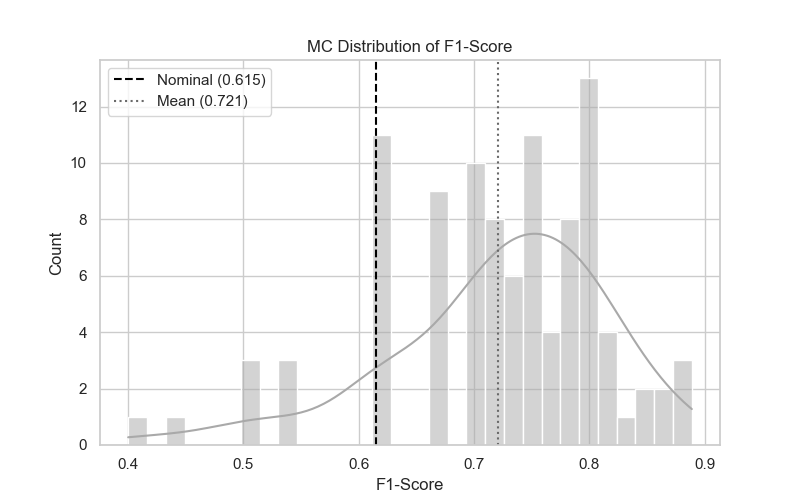 MC Distribution of F1-Score
Nominal (0.615)
Mean (0.721)
Count
12
10
8
6
4
2
0
0.4 0.5 0.6 0.7 0.8 0.9
F1-Score